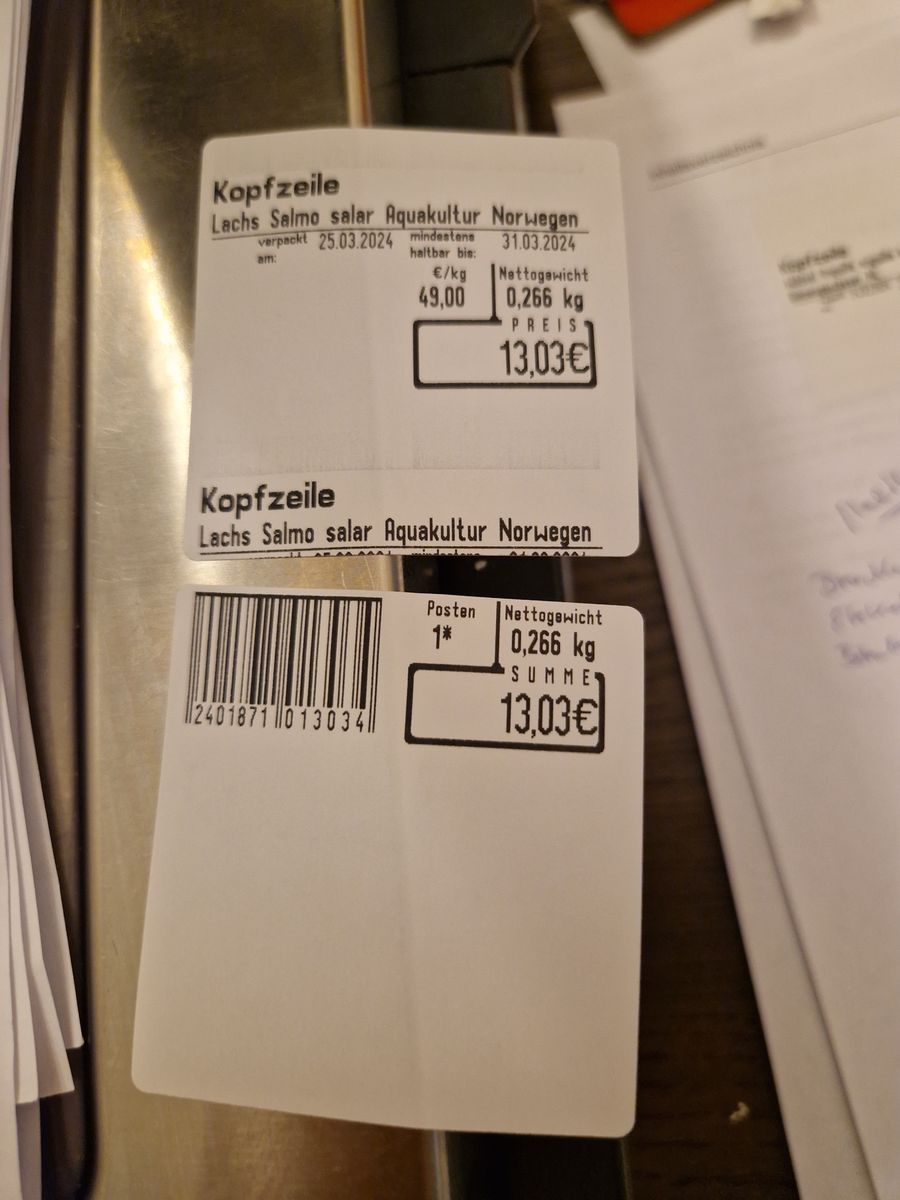 Kopfzeile
Lachs Salmo salar Aquakultur Norwegen
verpackt am: 25.03.2024 mindestens haltbar bis: 31.03.2024
€/kg Nettogewicht
49,00 0,266 kg
PREIS
13,03€
Kopfzeile
Lachs Salmo salar Aquakultur Norwegen
Posten Nettogewicht
1* 0,266 kg
SUMME
13,03€
2401871 013034
Kopfzeile